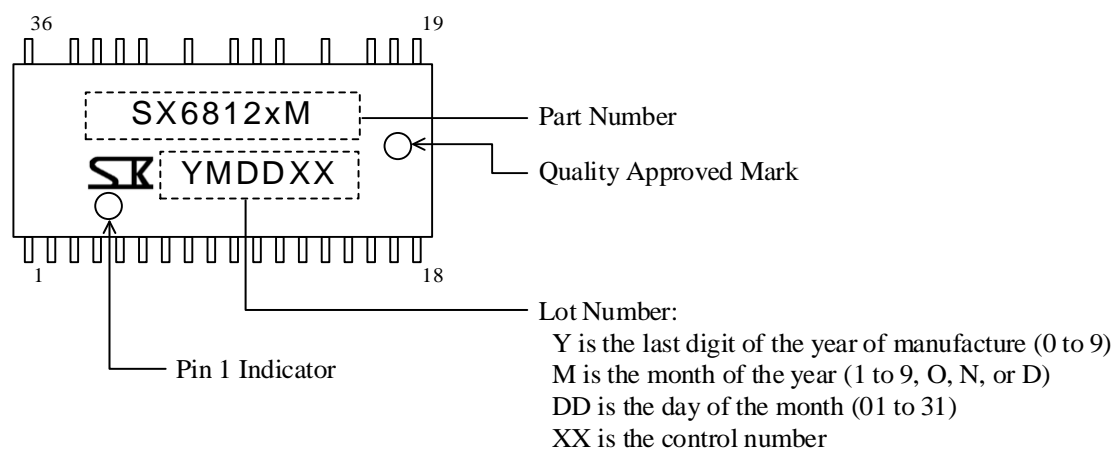 36 19
SX6812xM
Part Number
SK YMDDXX
Quality Approved Mark
1 18
Lot Number:
Y is the last digit of the year of manufacture (0 to 9)
Pin 1 Indicator
M is the month of the year (1 to 9, O, N, or D)
DD is the day of the month (01 to 31)
XX is the control number